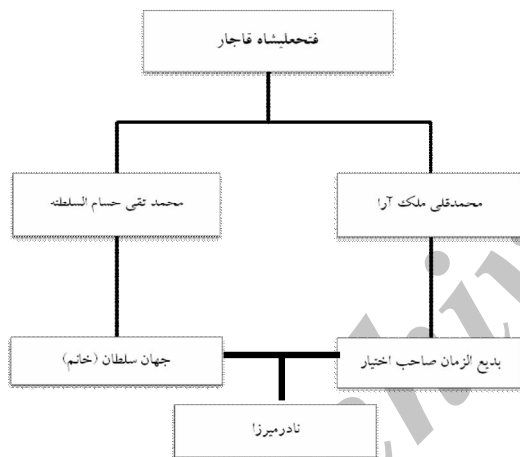 فتحعلیشاه قاجار
محمدقلی ملک آرا
محمد تقی حسام السلطنه
بدیع الزمان صاحب اختیار
جهان سلطان (خانم)
نادرمیرزا